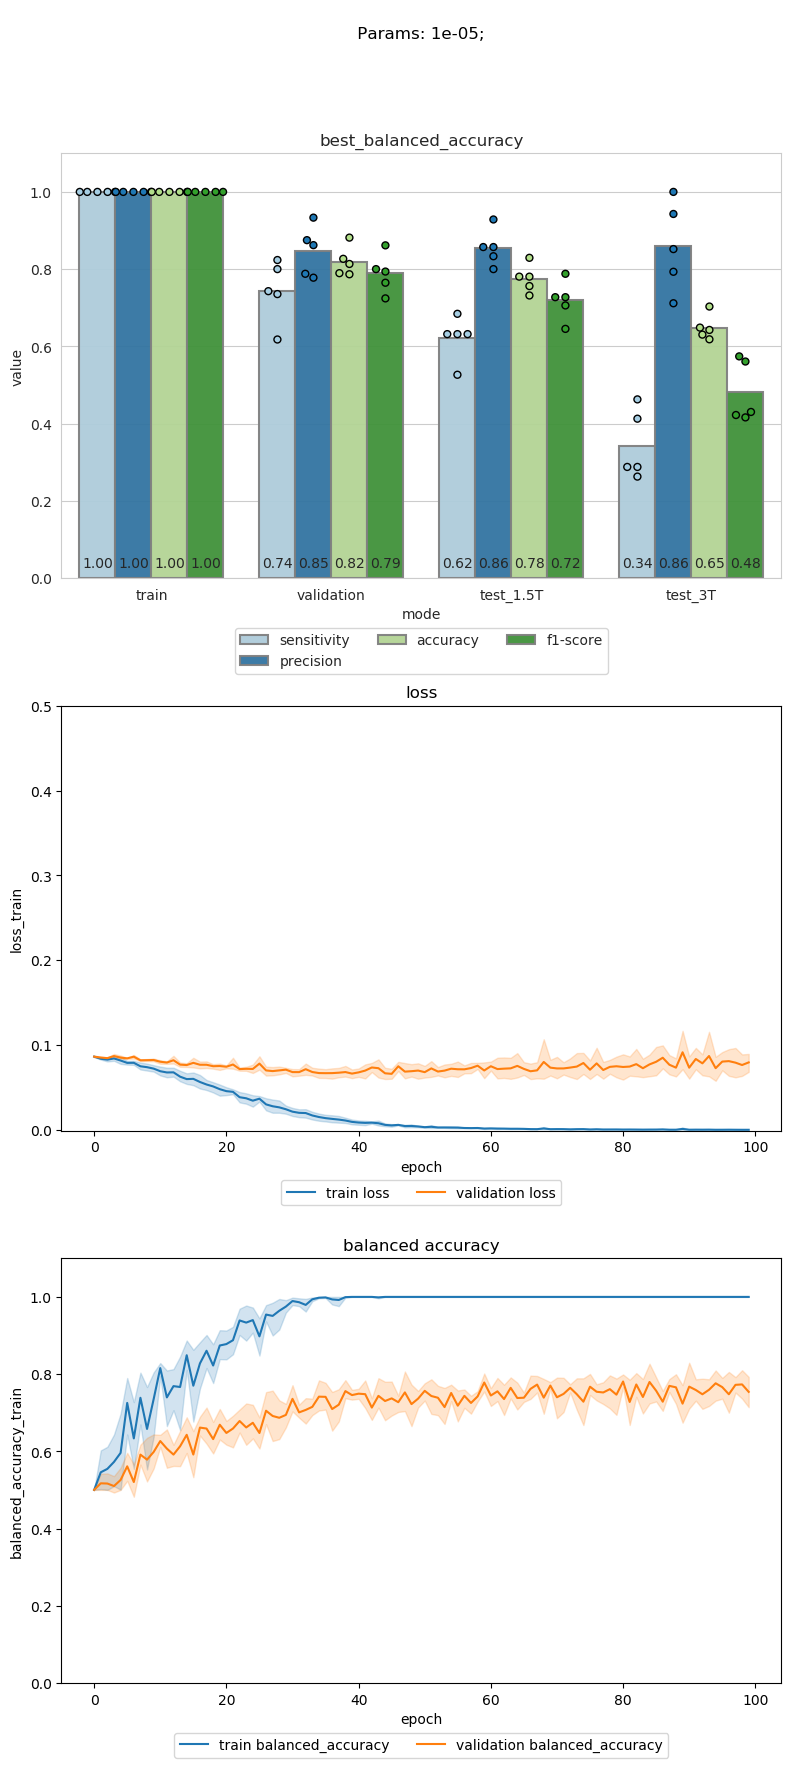 Params: 1e-05;
best_balanced_accuracy
value
1.0
0.8
0.6
0.4
0.2
0.0
1.00 1.00 1.00 1.00 0.74 0.85 0.82 0.79 0.62 0.86 0.78 0.72 0.34 0.86 0.65 0.48
train validation test_1.5T test_3T
mode
sensitivity accuracy f1-score
precision
loss
loss_train
0.5
0.4
0.3
0.2
0.1
0.0
0 20 40 60 80 100
epoch
train loss validation loss
balanced accuracy
balanced_accuracy_train
1.0
0.8
0.6
0.4
0.2
0.0
0 20 40 60 80 100
epoch
train balanced_accuracy validation balanced_accuracy